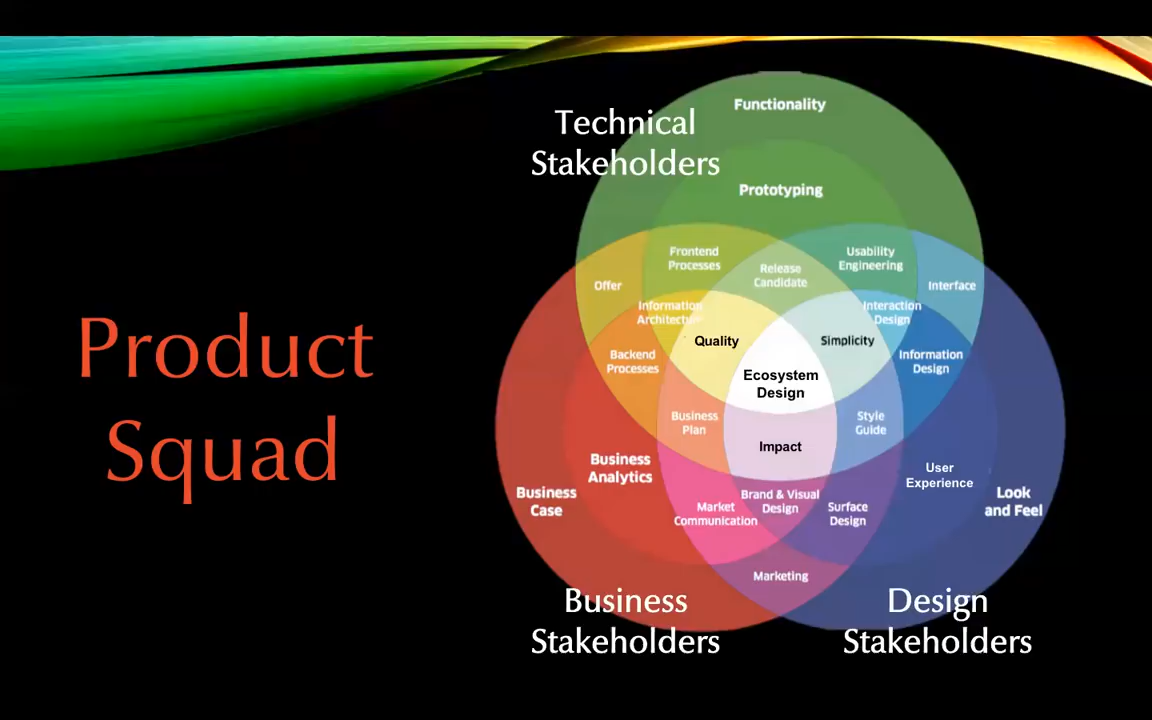 Product
Squad
Technical
Stakeholders
Functionality
Prototyping
Frontend
Processes
Release
Candidate
Usability
Engineering
Offer
Interface
Information
Architecture
Interaction
Design
Quality
Simplicity
Backend
Processes
Information
Design
Ecosystem
Design
Business
Plan
Style
Guide
Impact
Business
Analytics
User
Experience
Business
Case
Look
and Feel
Market
Communication
Brand & Visual
Design
Surface
Design
Marketing
Business
Stakeholders
Design
Stakeholders